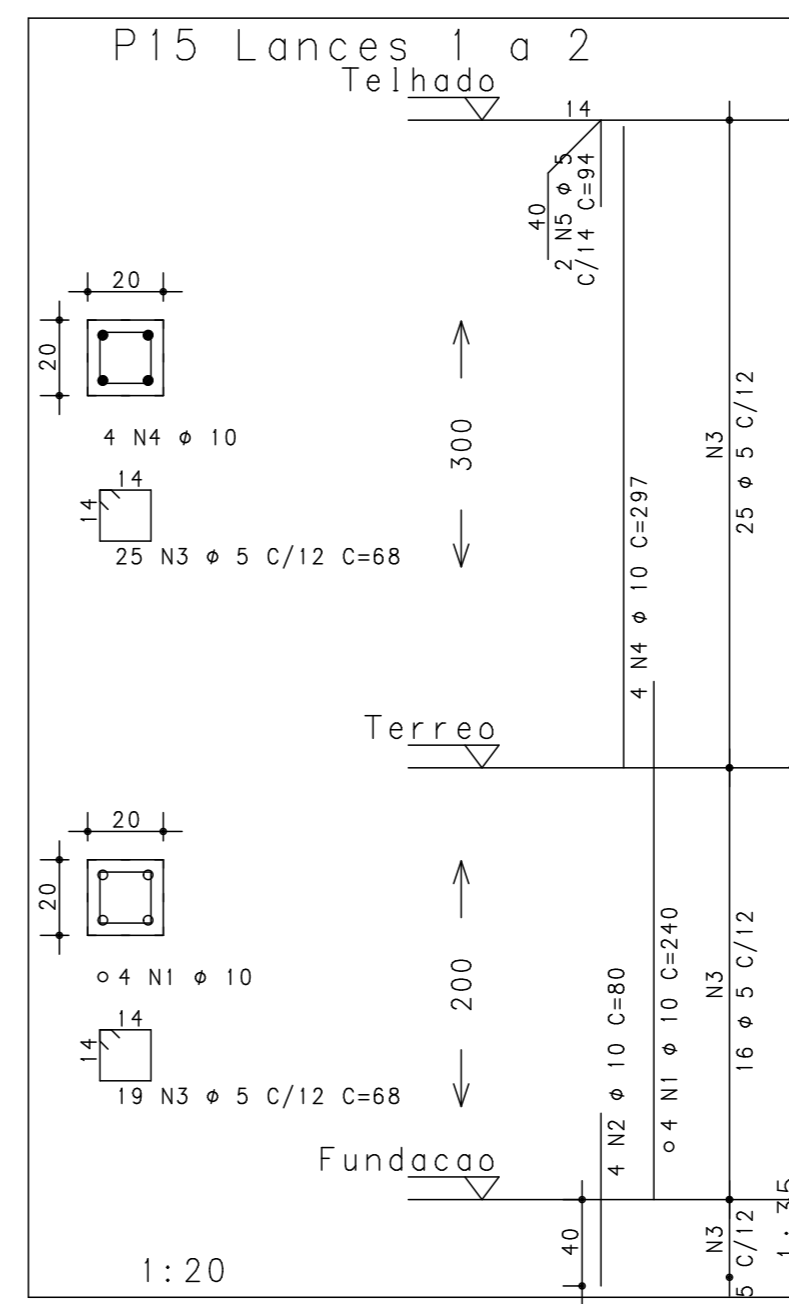 P15 Lances 1 a 2
Telhado
14
40
2 N5 φ 5
C/14 C=94
20
20
4 N4 φ 10
14
14
25 N3 φ 5 C/12 C=68
300
4 N4 φ 10 C=297
N3
25 φ 5 C/12
Terreo
20
20
4 N1 φ 10
14
14
19 N3 φ 5 C/12 C=68
200
4 N2 φ 10 C=80
4 N1 φ 10 C=240
N3
16 φ 5 C/12
Fundacao
40
N3
5 C/12
1:20